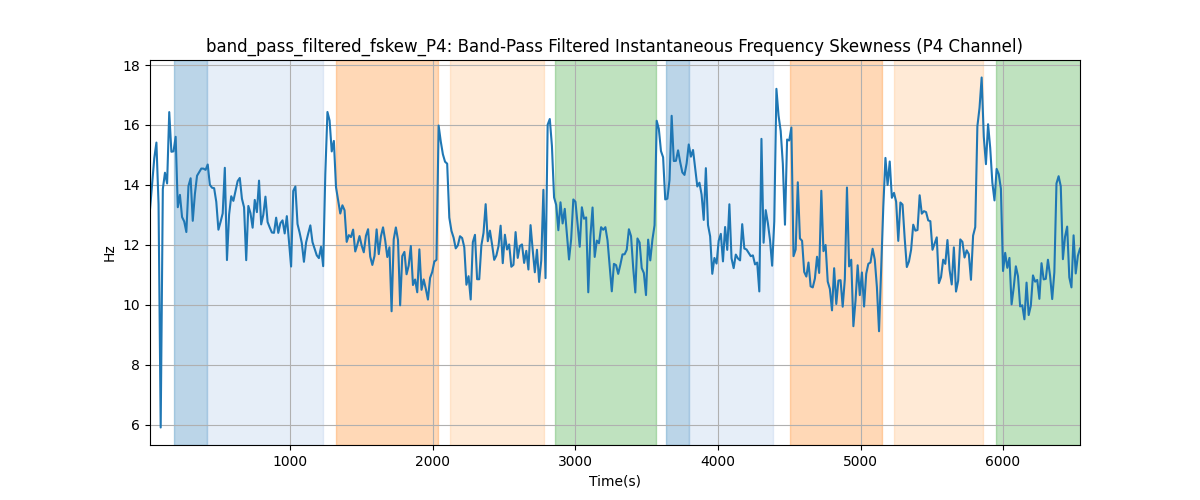 band_pass_filtered_fskew_P4: Band-Pass Filtered Instantaneous Frequency Skewness (P4 Channel)
18
16
14
12
10
8
6
Hz
1000 2000 3000 4000 5000 6000
Time(s)